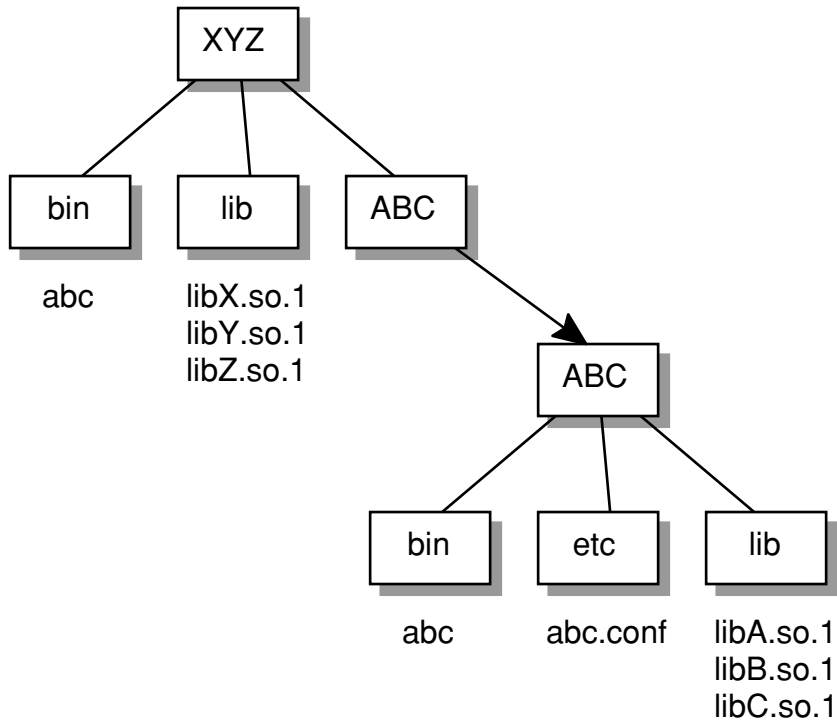 XYZ
bin
lib
ABC
abc
libX.so.1
libY.so.1
libZ.so.1
ABC
bin
etc
lib
abc
abc.conf
libA.so.1
libB.so.1
libC.so.1